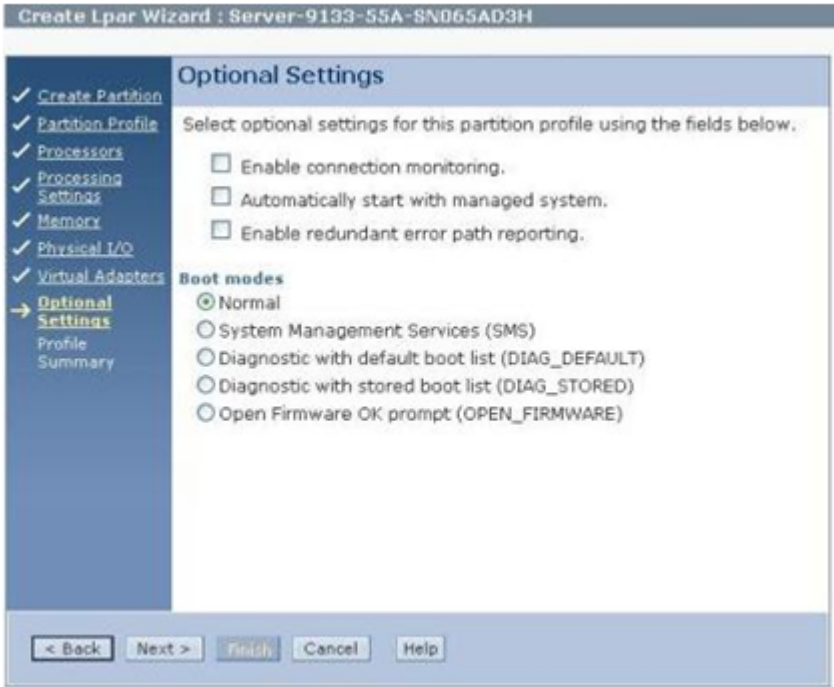 Create Lpar Wizard : Server-9133-55A-SN065AD3H
Create Partition
Partition Profile
Processors
Processing
Settings
Memory
Physical I/O
Virtual Adapters
Optional
Settings
Profile
Summary
Optional Settings
Select optional settings for this partition profile using the fields below.
Enable connection monitoring.
Automatically start with managed system.
Enable redundant error path reporting.
Boot modes
Normal
System Management Services (SMS)
Diagnostic with default boot list (DIAG_DEFAULT)
Diagnostic with stored boot list (DIAG_STORED)
Open Firmware OK prompt (OPEN_FIRMWARE)
< Back Next > Finish Cancel Help